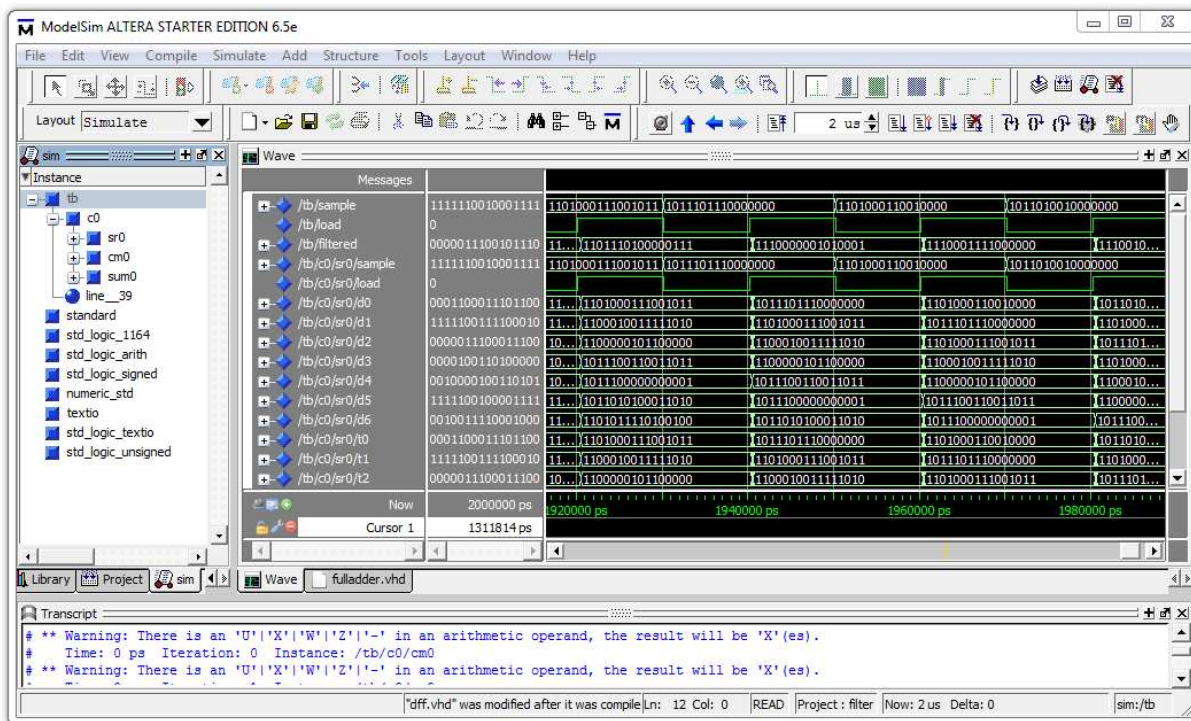 ModelSim ALTERA STARTER EDITION 6.5e
File Edit View Compile Simulate Add Structure Tools Layout Window Help
Layout Simulate 2 us
sim Wave
Instance Messages
tb
c0
sr0
cm0
sum0
line__39
standard
std_logic_1164
std_logic_arith
std_logic_signed
numeric_std
textio
std_logic_textio
std_logic_unsigned
/tb/sample 1111110010001111 1101000111001011 1011101110000000 1101000110010000 1011010010000000
/tb/load 0
/tb/filtered 0000011100101110 11... 1101110100000111 1110000001010001 1110001111000000 1110010...
/tb/c0/sr0/sample 1111110010001111 1101000111001011 1011101110000000 1101000110010000 1011010010000000
/tb/c0/sr0/load 0
/tb/c0/sr0/d0 0001100011101100 11... 1101000111001011 1011101110000000 1101000110010000 1011010...
/tb/c0/sr0/d1 1111100111100010 11... 1100010011111010 1101000111001011 1011101110000000 1101000...
/tb/c0/sr0/d2 0000011100011100 10... 1100000101100000 1100010011111010 1101000111001011 1011101...
/tb/c0/sr0/d3 0000100110100000 10... 1011100110011011 1100000101100000 1100010011111010 1101000...
/tb/c0/sr0/d4 0010000100110101 10... 1011100000000001 1011100110011011 1100000101100000 1100010...
/tb/c0/sr0/d5 1111100100001111 11... 1011010100011010 1011100000000001 1011100110011011 1100000...
/tb/c0/sr0/d6 0010011110001000 11... 1101011110100100 1011010100011010 1011100000000001 1011100...
/tb/c0/sr0/t0 0001100011101100 11... 1101000111001011 1011101110000000 1101000110010000 1011010...
/tb/c0/sr0/t1 1111100111100010 11... 1100010011111010 1101000111001011 1011101110000000 1101000...
/tb/c0/sr0/t2 0000011100011100 10... 1100000101100000 1100010011111010 1101000111001011 1011101...
Now 2000000 ps 1920000 ps 1940000 ps 1960000 ps 1980000 ps
Cursor 1 1311814 ps
Library Project sim Wave fulladder.vhd
Transcript
# ** Warning: There is an 'U'|'X'|'W'|'Z'|'-' in an arithmetic operand, the result will be 'X'(es).
# Time: 0 ps Iteration: 0 Instance: /tb/c0/cm0
# ** Warning: There is an 'U'|'X'|'W'|'Z'|'-' in an arithmetic operand, the result will be 'X'(es).
"dff.vhd" was modified after it was compile Ln: 12 Col: 0 READ Project : filter Now: 2 us Delta: 0 sim:/tb